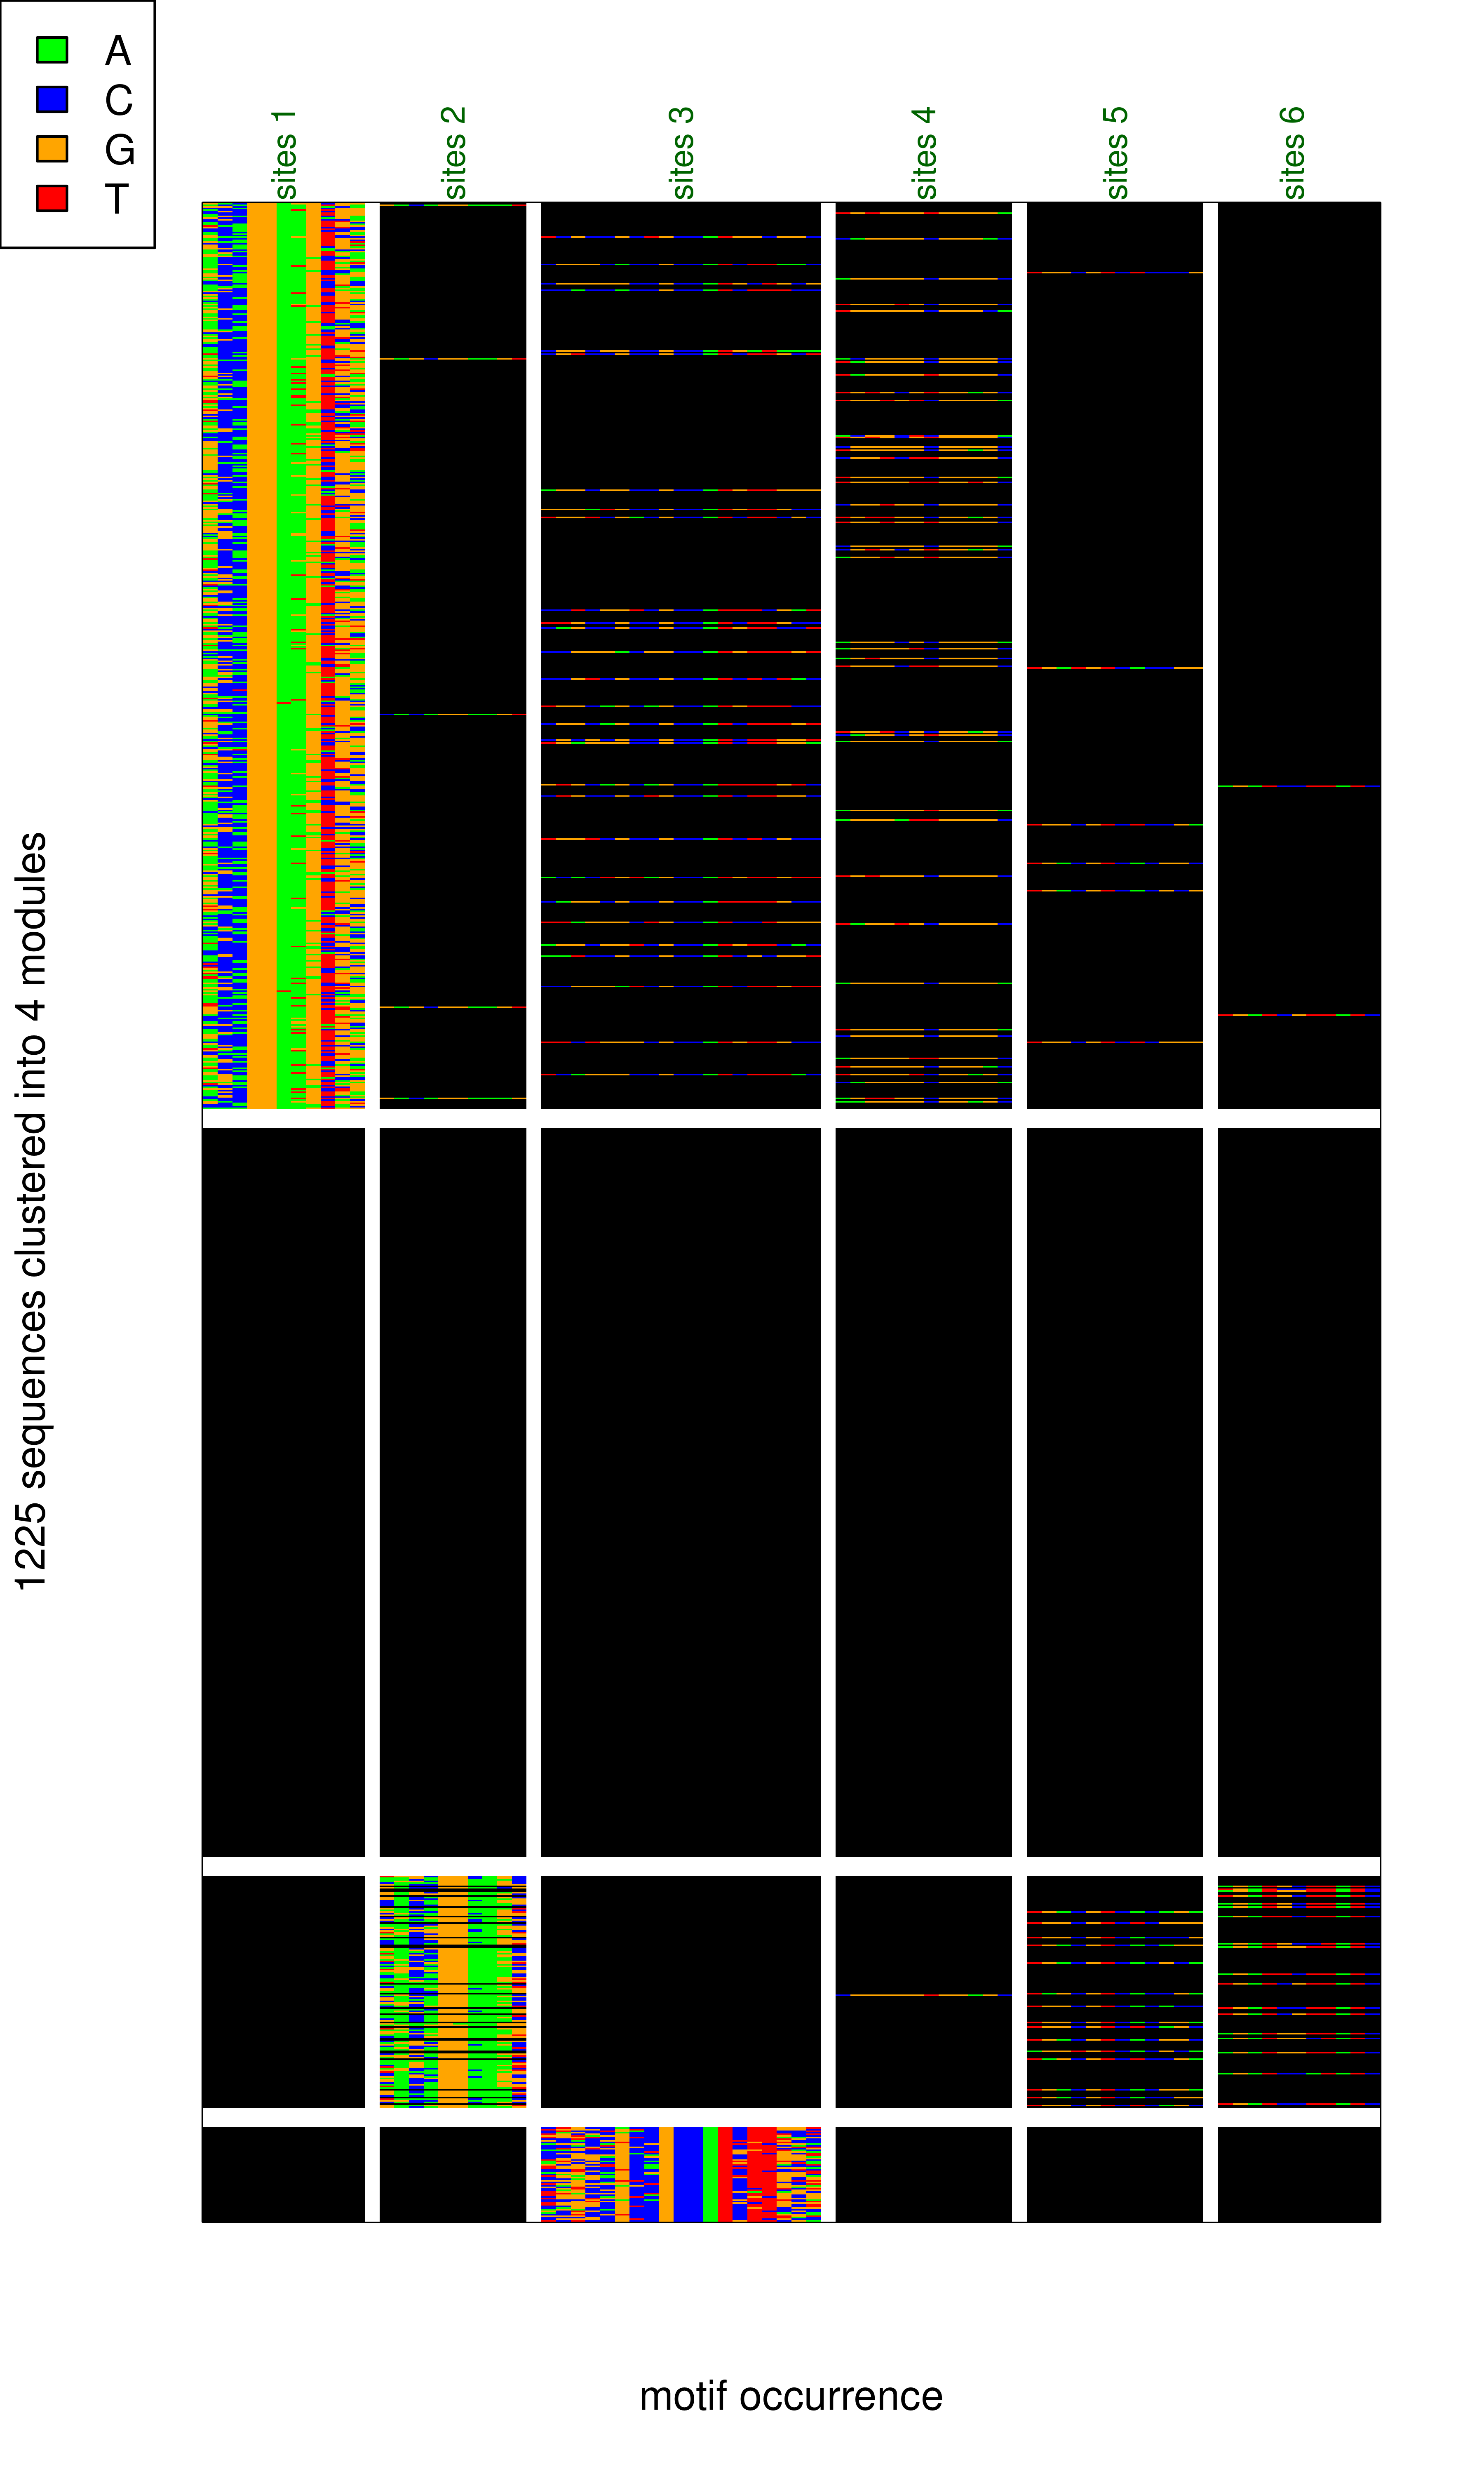 A
C
G
T
sites 1
sites 2
sites 3
sites 4
sites 5
sites 6
1225 sequences clustered into 4 modules
motif occurrence